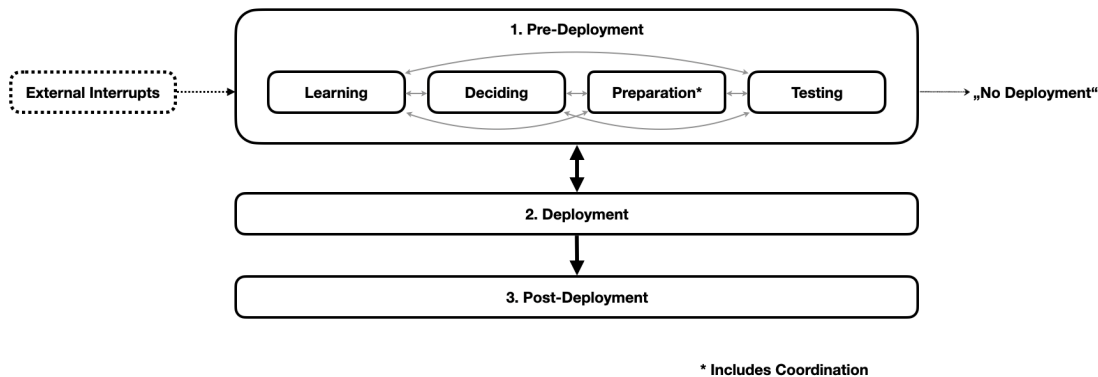 1. Pre-Deployment
External Interrupts
Learning
Deciding
Preparation*
Testing
„No Deployment“
2. Deployment
3. Post-Deployment
* Includes Coordination